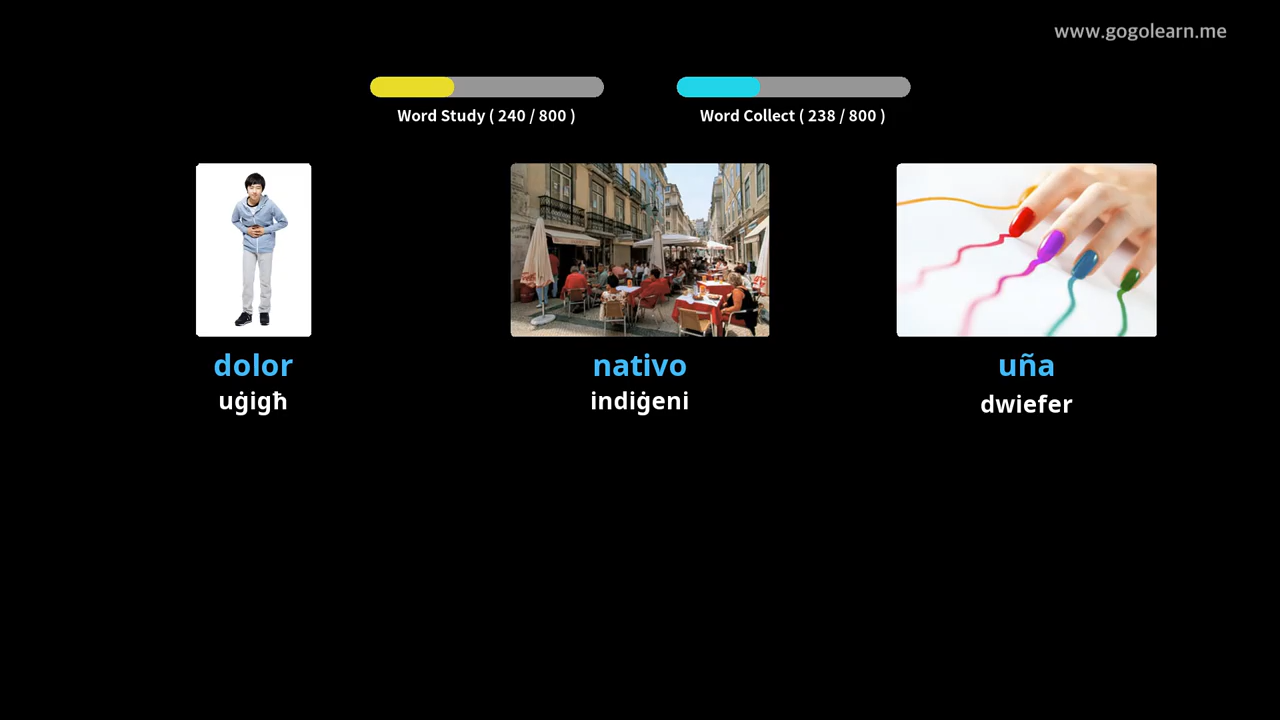 www.gogolearn.me
Word Study ( 240 / 800 )
Word Collect ( 238 / 800 )
dolor
uġigħ
nativo
indiġeni
uña
dwiefer